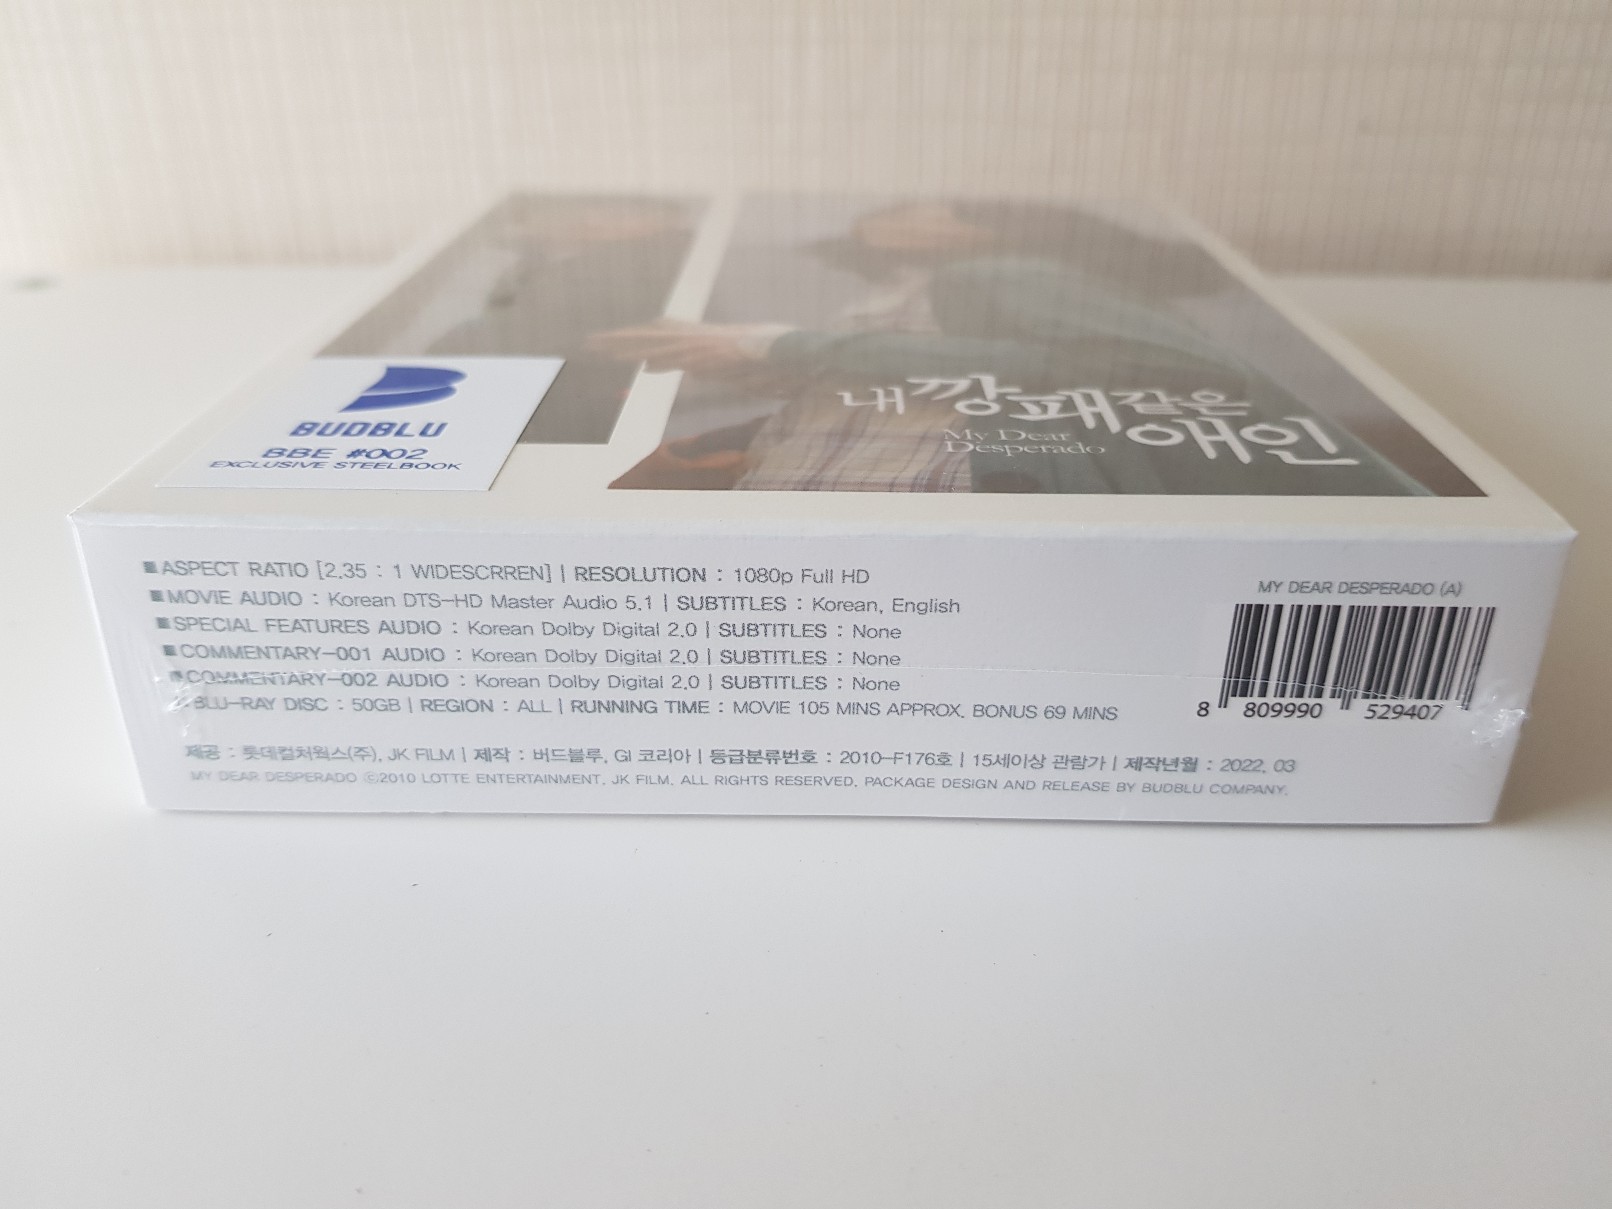 BUDBLU
BBE #002
EXCLUSIVE STEELBOOK
내 깡패 같은
애인
My Dear
Desperado
■ASPECT RATIO [2.35 : 1 WIDESCRREN] | RESOLUTION : 1080p Full HD
■MOVIE AUDIO : Korean DTS-HD Master Audio 5.1 | SUBTITLES : Korean, English
■SPECIAL FEATURES AUDIO : Korean Dolby Digital 2.0 | SUBTITLES : None
■COMMENTARY-001 AUDIO : Korean Dolby Digital 2.0 | SUBTITLES : None
■COMMENTARY-002 AUDIO : Korean Dolby Digital 2.0 | SUBTITLES : None
■BLU-RAY DISC : 50GB | REGION : ALL | RUNNING TIME : MOVIE 105 MINS APPROX. BONUS 69 MINS
제공 : 롯데컬처웍스(주), JK FILM | 제작 : 버드블루, GI 코리아 | 등급분류번호 : 2010-F176호 | 15세이상 관람가 | 제작년월 : 2022. 03
MY DEAR DESPERADO ⓒ2010 LOTTE ENTERTAINMENT, JK FILM. ALL RIGHTS RESERVED. PACKAGE DESIGN AND RELEASE BY BUDBLU COMPANY.
MY DEAR DESPERADO (A)
8 809990 529407